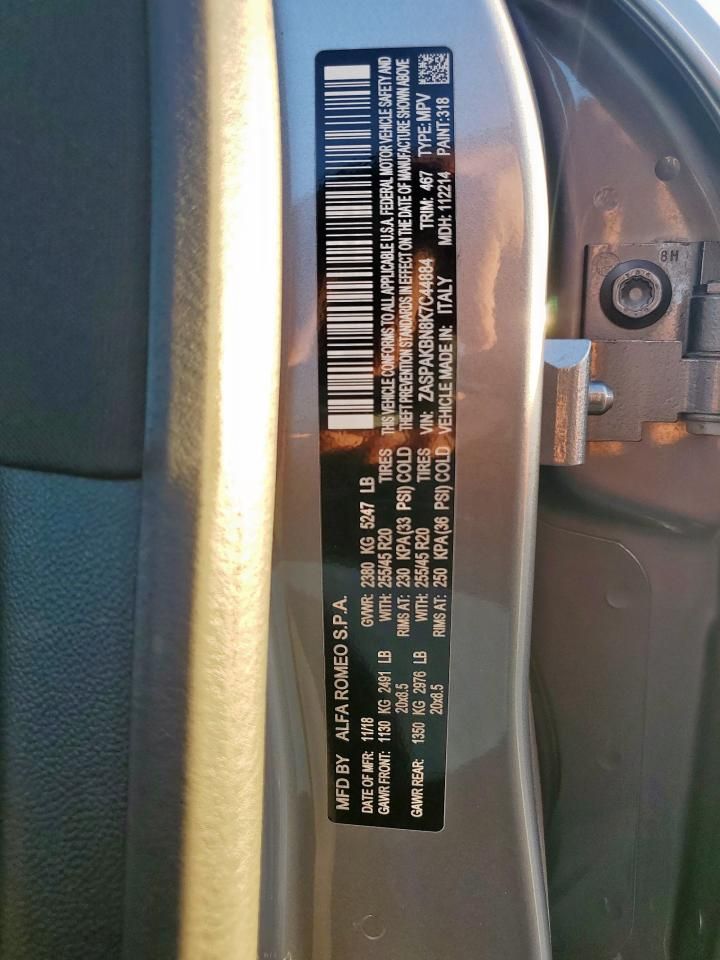 MFD BY ALFA ROMEO S.P.A.
DATE OF MFR: 11/18 GVWR: 2380 KG 5247 LB
GAWR FRONT: 1130 KG 2491 LB WITH: 255/45 R20 TIRES
20x8.5 RIMS AT: 230 KPA(33 PSI) COLD
GAWR REAR: 1350 KG 2976 LB WITH: 255/45 R20 TIRES
20x8.5 RIMS AT: 250 KPA(36 PSI) COLD
THIS VEHICLE CONFORMS TO ALL APPLICABLE U.S.A. FEDERAL MOTOR VEHICLE SAFETY AND
THEFT PREVENTION STANDARDS IN EFFECT ON THE DATE OF MANUFACTURE SHOWN ABOVE
VIN: ZASPAKBN8K7C44884 TRIM: 467 TYPE: MPV
VEHICLE MADE IN: ITALY MDH: 112214 PAINT: 318
8H